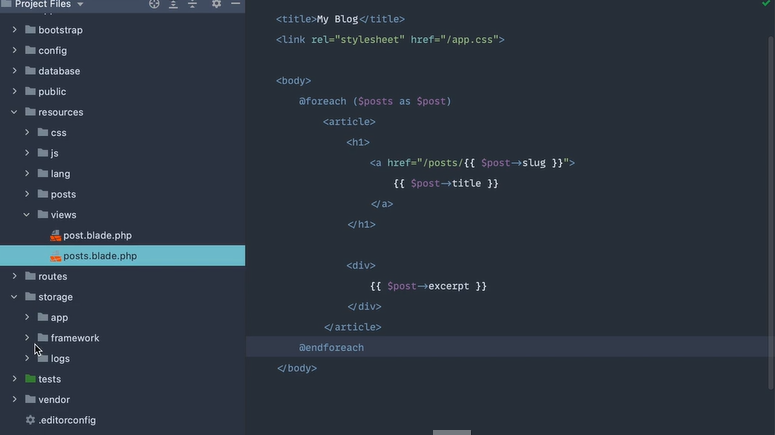 Project Files
bootstrap
config
database
public
resources
css
js
lang
posts
views
post.blade.php
posts.blade.php
routes
storage
app
framework
logs
tests
vendor
.editorconfig
<title>My Blog</title>
<link rel="stylesheet" href="/app.css">
<body>
@foreach ($posts as $post)
<article>
<h1>
<a href="/posts/{{ $post->slug }}">
{{ $post->title }}
</a>
</h1>
<div>
{{ $post->excerpt }}
</div>
</article>
@endforeach
</body>